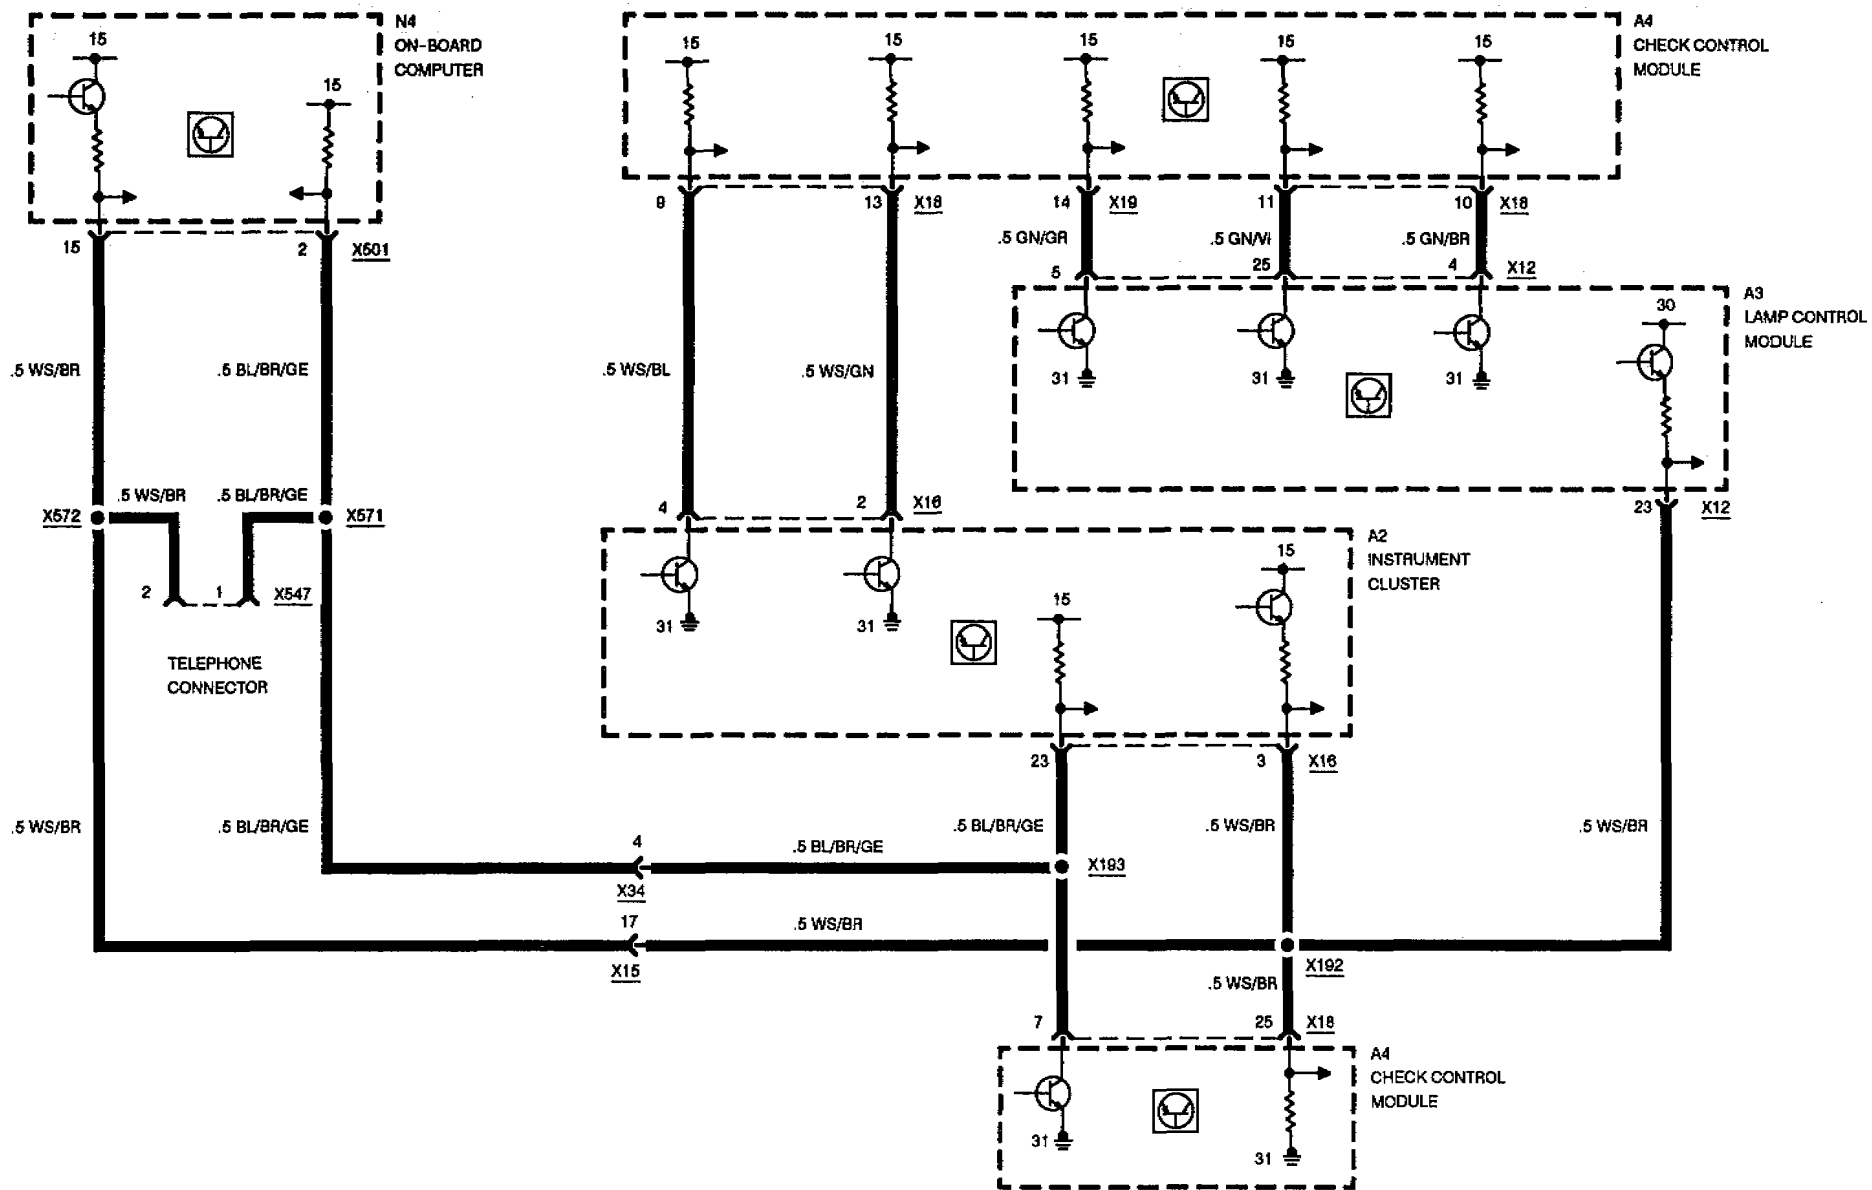 N4
ON-BOARD
COMPUTER
15
15
A4
CHECK CONTROL
MODULE
15
15
15
15
15
15
2
X501
9
13
X18
14
X19
11
10
X18
.5 GN/GR
.5 GN/VI
.5 GN/BR
5
25
4
X12
A3
LAMP CONTROL
MODULE
30
31
31
31
.5 WS/BR
.5 BL/BR/GE
.5 WS/BL
.5 WS/GN
.5 WS/BR
.5 BL/BR/GE
X572
X571
4
2
X16
23
X12
A2
INSTRUMENT
CLUSTER
15
15
31
31
2
1
X547
TELEPHONE
CONNECTOR
23
3
X16
.5 WS/BR
.5 BL/BR/GE
.5 BL/BR/GE
.5 WS/BR
.5 WS/BR
4
.5 BL/BR/GE
X34
X193
17
.5 WS/BR
X15
X192
.5 WS/BR
7
25
X18
A4
CHECK CONTROL
MODULE
31
31